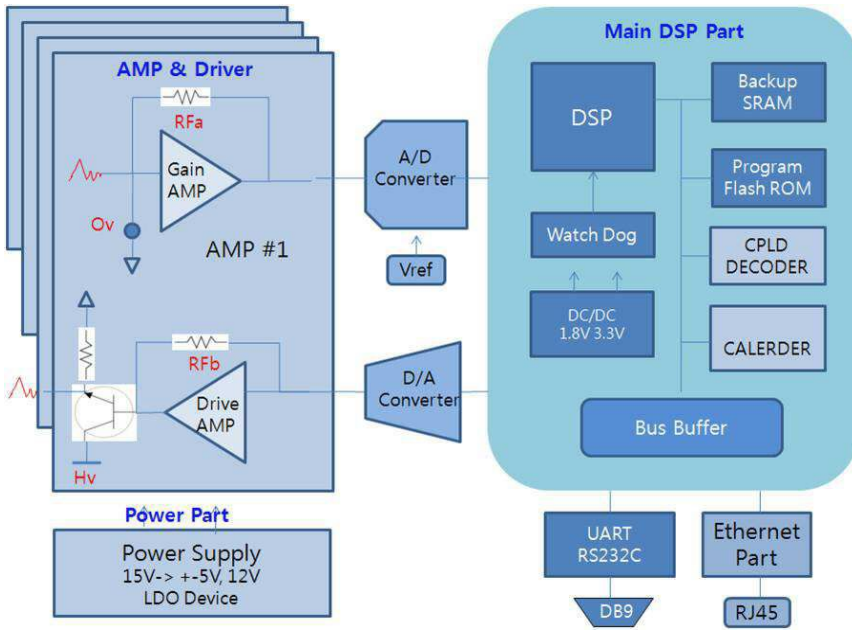 AMP & Driver
RFa
Gain
AMP
Ov
AMP #1
RFb
Drive
AMP
Hv
Power Part
Power Supply
15V-> +-5V, 12V
LDO Device
A/D
Converter
Vref
D/A
Converter
Main DSP Part
DSP
Backup
SRAM
Program
Flash ROM
Watch Dog
CPLD
DECODER
DC/DC
1.8V 3.3V
CALERDER
Bus Buffer
UART
RS232C
DB9
Ethernet
Part
RJ45